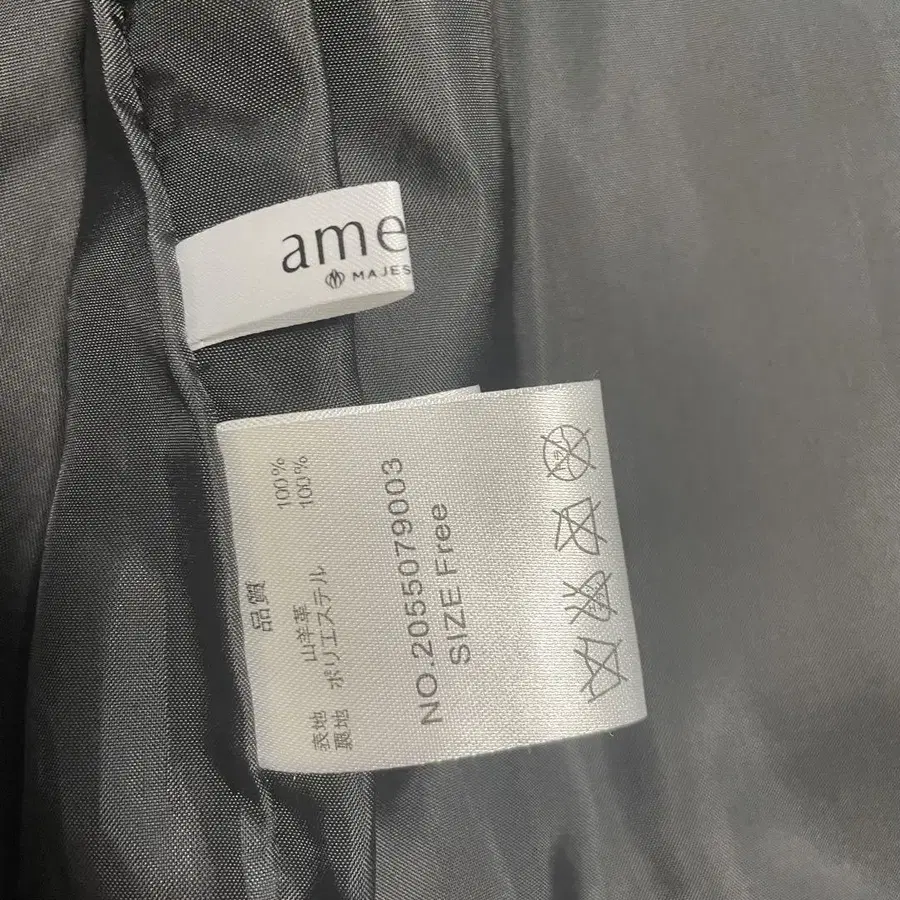 ame
MAJES
品質
表地 山羊革 100%
裏地 ポリエステル 100%
NO.2055079003
SIZE Free